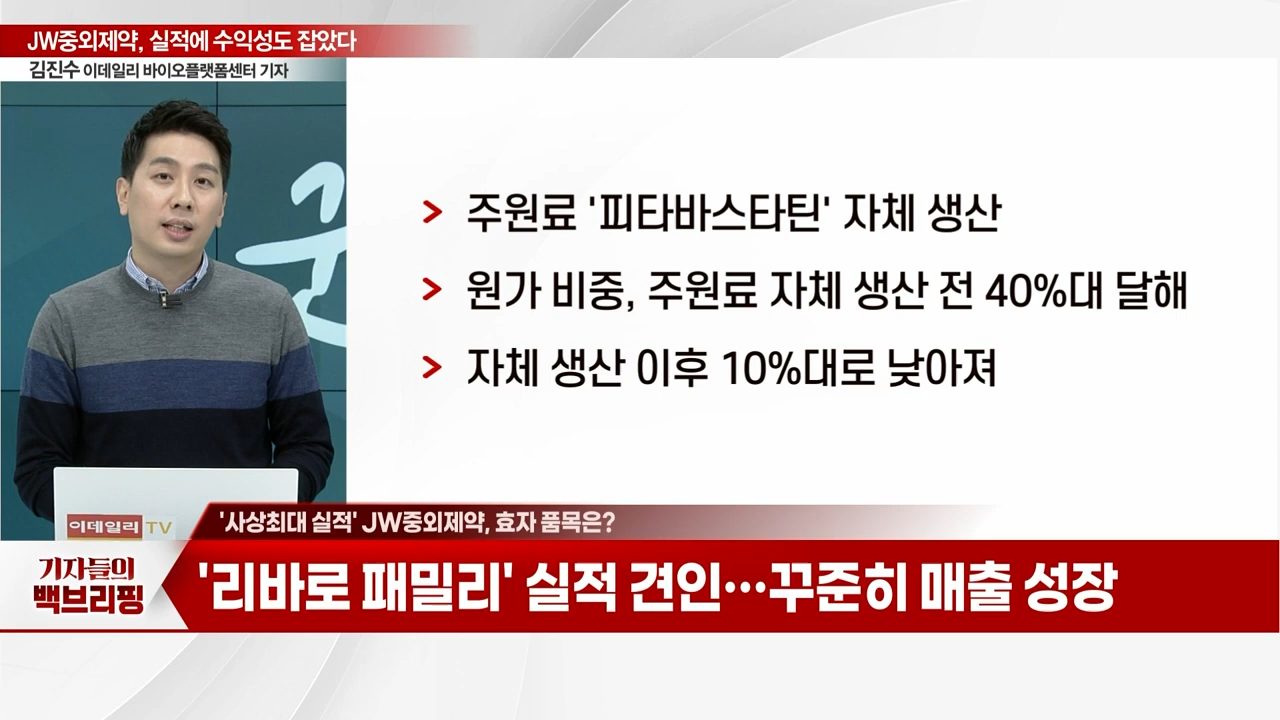 JW중외제약, 실적에 수익성도 잡았다
김진수 이데일리 바이오플랫폼센터 기자
> 주원료 '피타바스타틴' 자체 생산
> 원가 비중, 주원료 자체 생산 전 40%대 달해
> 자체 생산 이후 10%대로 낮아져
이데일리 TV
'사상최대 실적' JW중외제약, 효자 품목은?
기자들의
백브리핑
'리바로 패밀리' 실적 견인…꾸준히 매출 성장